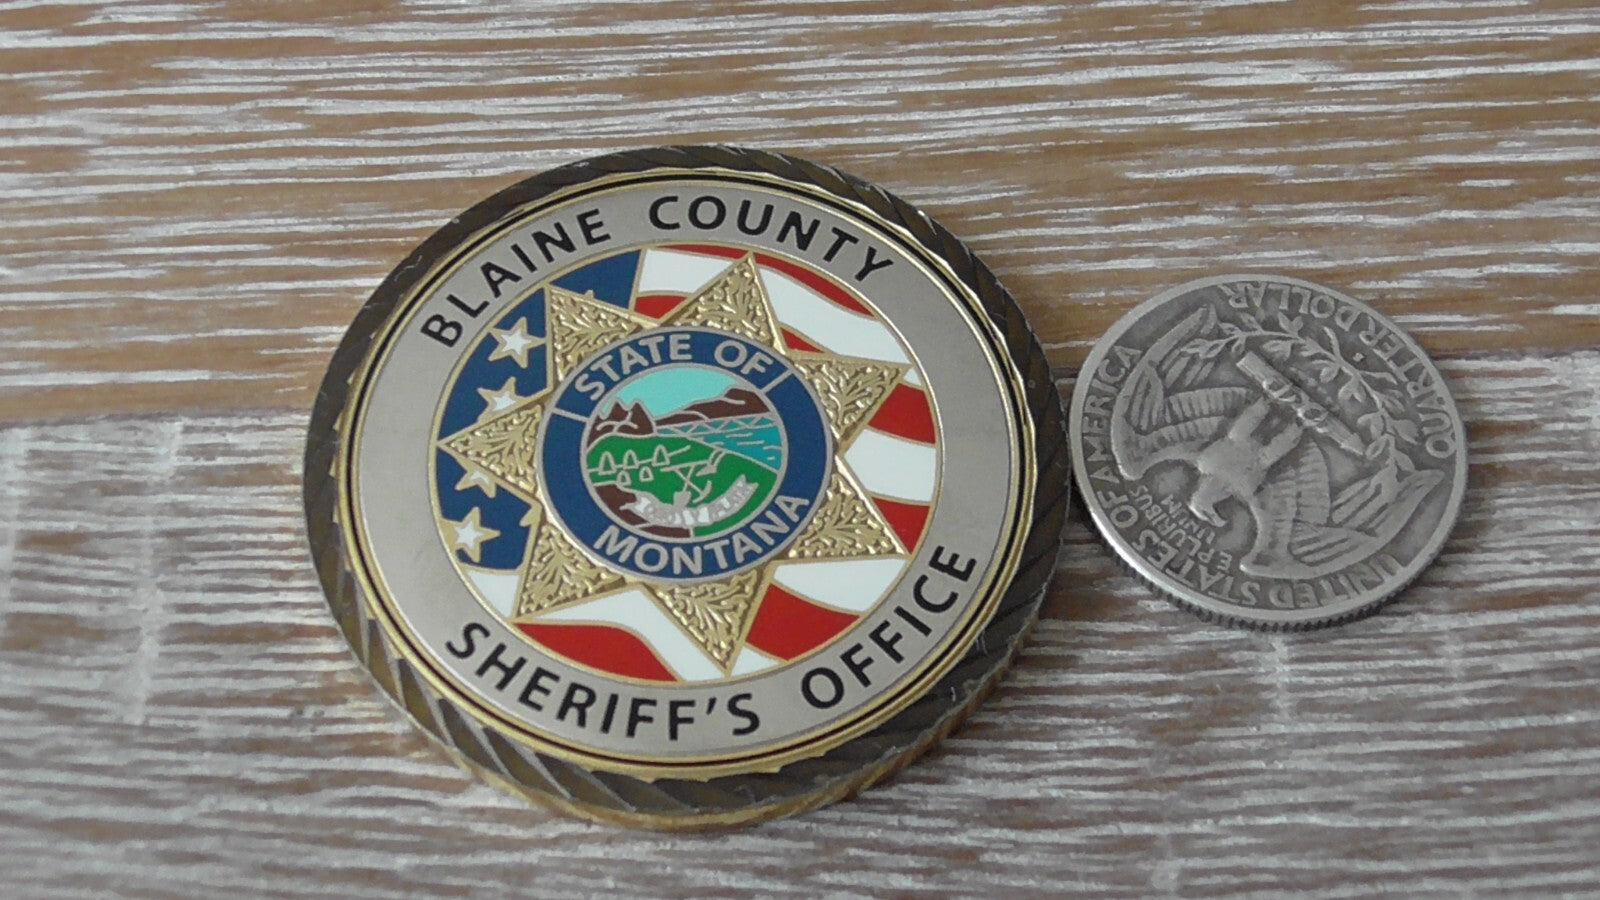 BLAINE COUNTY
SHERIFF'S OFFICE
STATE OF
MONTANA
UNITED STATES OF AMERICA
E PLURIBUS
UNUM
QUARTER DOLLAR